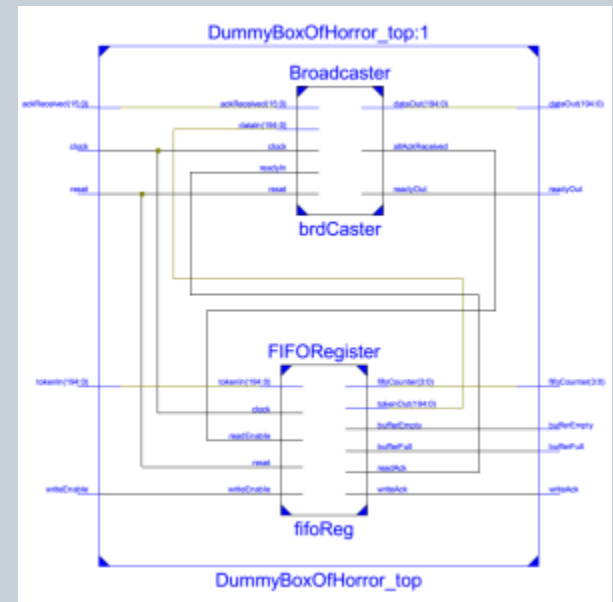 DummyBoxOfHorror_top:1
Broadcaster
ackReceived(15:0)
ackReceived(15:0)
dataOut(194:0)
dataOut(194:0)
dataIn(194:0)
clock
clock
allAckReceived
readyIn
reset
reset
readyOut
readyOut
brdCaster
FIFORegister
tokenIn(194:0)
tokenIn(194:0)
fifoCounter(3:0)
fifoCounter(3:0)
tokenOut(194:0)
clock
bufferEmpty
bufferEmpty
readEnable
bufferFull
bufferFull
reset
readAck
writeEnable
writeEnable
writeAck
writeAck
fifoReg
DummyBoxOfHorror_top